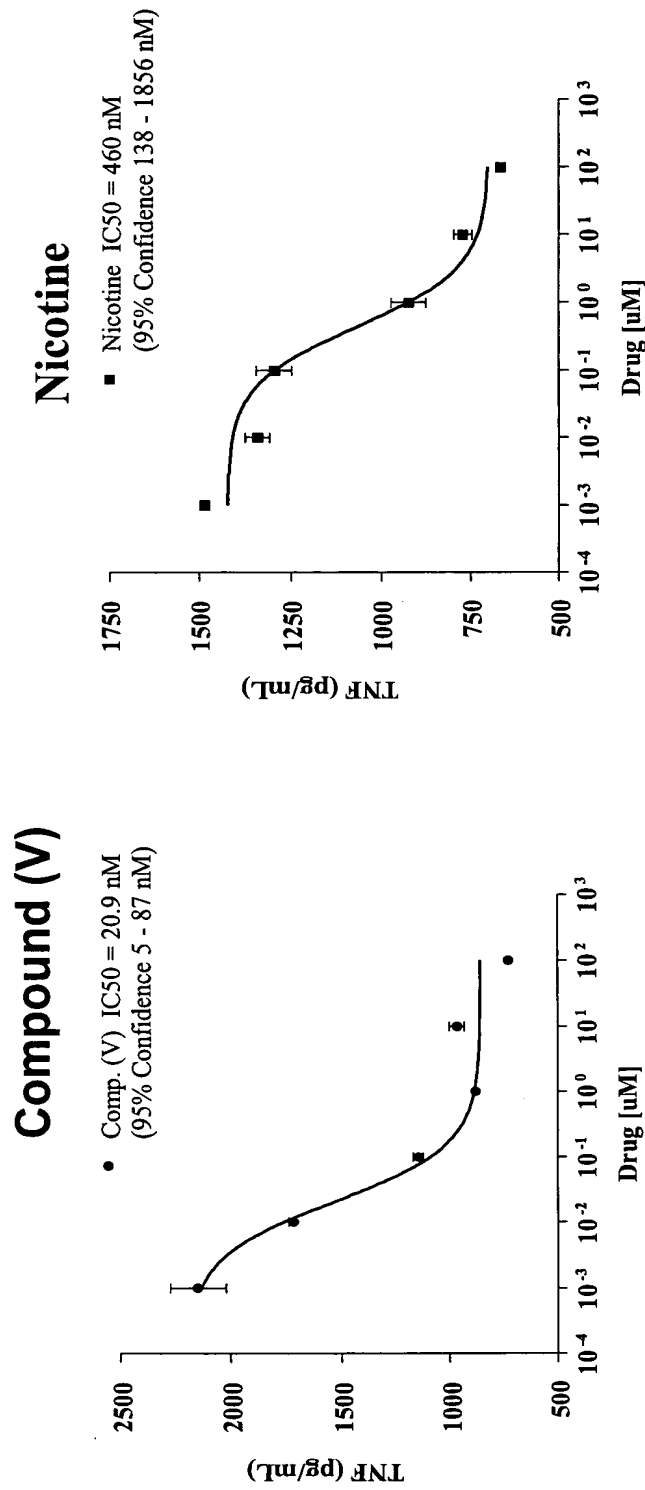 Compound (V)
● Comp. (V) IC50 = 20.9 nM
(95% Confidence 5 - 87 nM)
TNF (pg/mL)
2500
2000
1500
1000
500
10⁻⁴ 10⁻³ 10⁻² 10⁻¹ 10⁰ 10¹ 10² 10³
Drug [uM]
Nicotine
■ Nicotine IC50 = 460 nM
(95% Confidence 138 - 1856 nM)
TNF (pg/mL)
1750
1500
1250
1000
750
500
10⁻⁴ 10⁻³ 10⁻² 10⁻¹ 10⁰ 10¹ 10² 10³
Drug [uM]